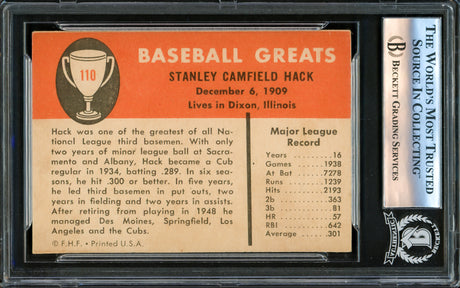 110
BASEBALL GREATS
STANLEY CAMFIELD HACK
December 6, 1909
Lives in Dixon, Illinois
Hack was one of the greatest of all Na-
tional League third basemen. With only
two years of minor league ball at Sacra-
mento and Albany, Hack became a Cub
regular in 1934, batting .289. In six sea-
sons, he hit .300 or better. In five years,
he led third basemen in put outs, two
years in fielding and two years in assists.
After retiring from playing in 1948 he
managed Des Moines, Springfield, Los
Angeles and the Cubs.
© F.H.F. • Printed U.S.A.
Major League
Record
Years . . . . . 16
Games . . . 1938
At Bat . . . 7278
Runs . . . . 1239
Hits . . . . 2193
2b . . . . . 363
3b . . . . . 81
HR . . . . . 57
RBI . . . . . 642
Average . . . .301
THE WORLD'S MOST TRUSTED
SOURCE IN COLLECTING
BECKETT GRADING SERVICES
B
BECKETT
AUTHENTIC
B